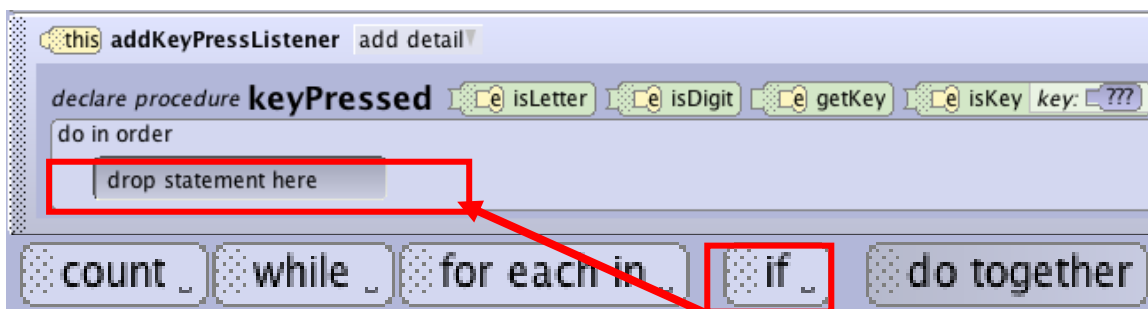 this addKeyPressListener add detail
declare procedure keyPressed e isLetter e isDigit e getKey e isKey key: ???
do in order
drop statement here
count while for each in if do together